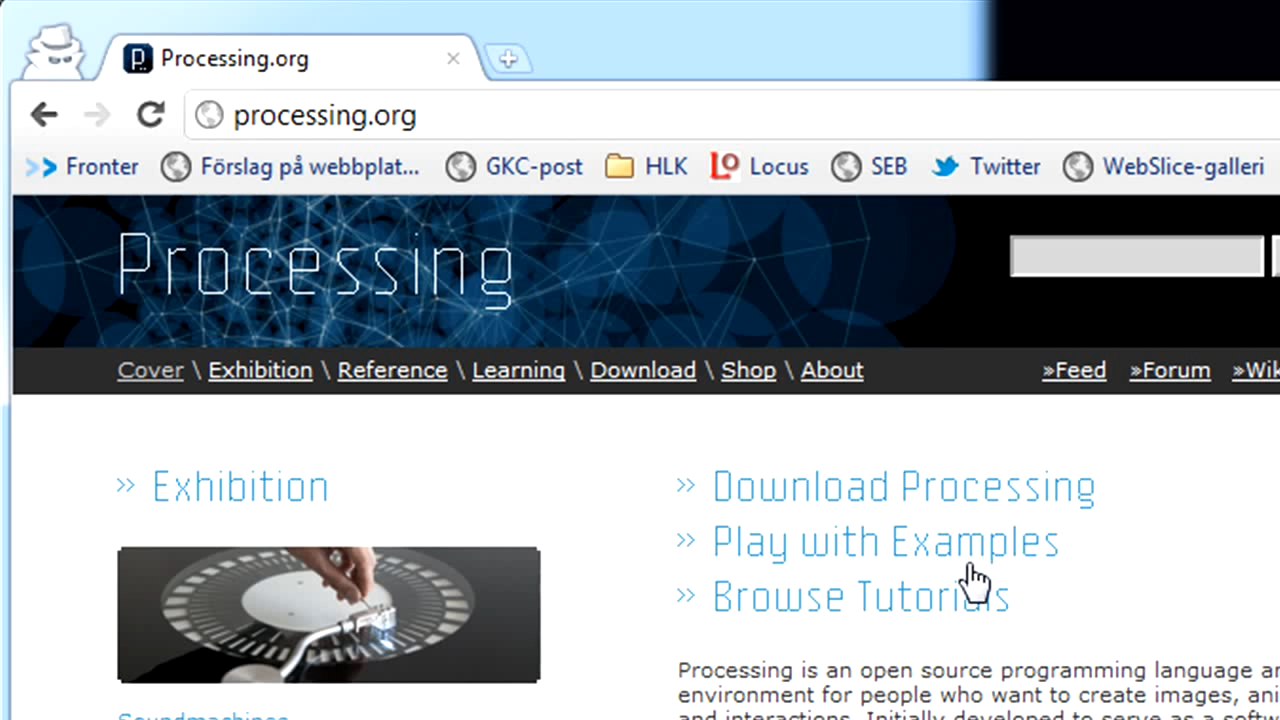 Processing.org
processing.org
Fronter Förslag på webbplat... GKC-post HLK Locus SEB Twitter WebSlice-galleri
Processing
Cover \ Exhibition \ Reference \ Learning \ Download \ Shop \ About »Feed »Forum »Wik
» Exhibition
» Download Processing
» Play with Examples
» Browse Tutorials
Processing is an open source programming language
environment for people who want to create images, ani
and interactions. Initially developed to serve as a
Soundmachines